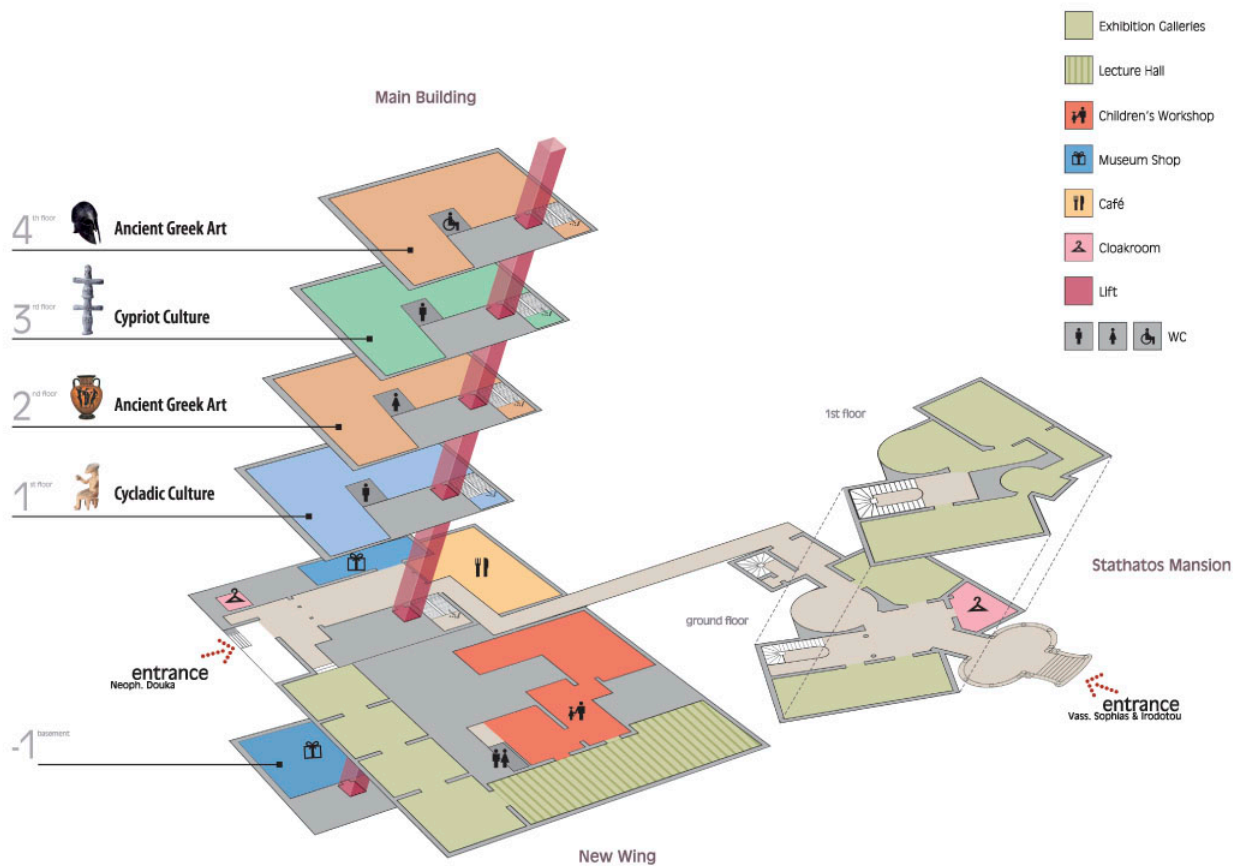 Main Building
4th floor
Ancient Greek Art
3rd floor
Cypriot Culture
2nd floor
Ancient Greek Art
1st floor
Cycladic Culture
entrance
Neoph. Douka
-1 basement
New Wing
1st floor
ground floor
Stathatos Mansion
entrance
Vass. Sophias & Irodotou
Exhibition Galleries
Lecture Hall
Children's Workshop
Museum Shop
Café
Cloakroom
Lift
WC